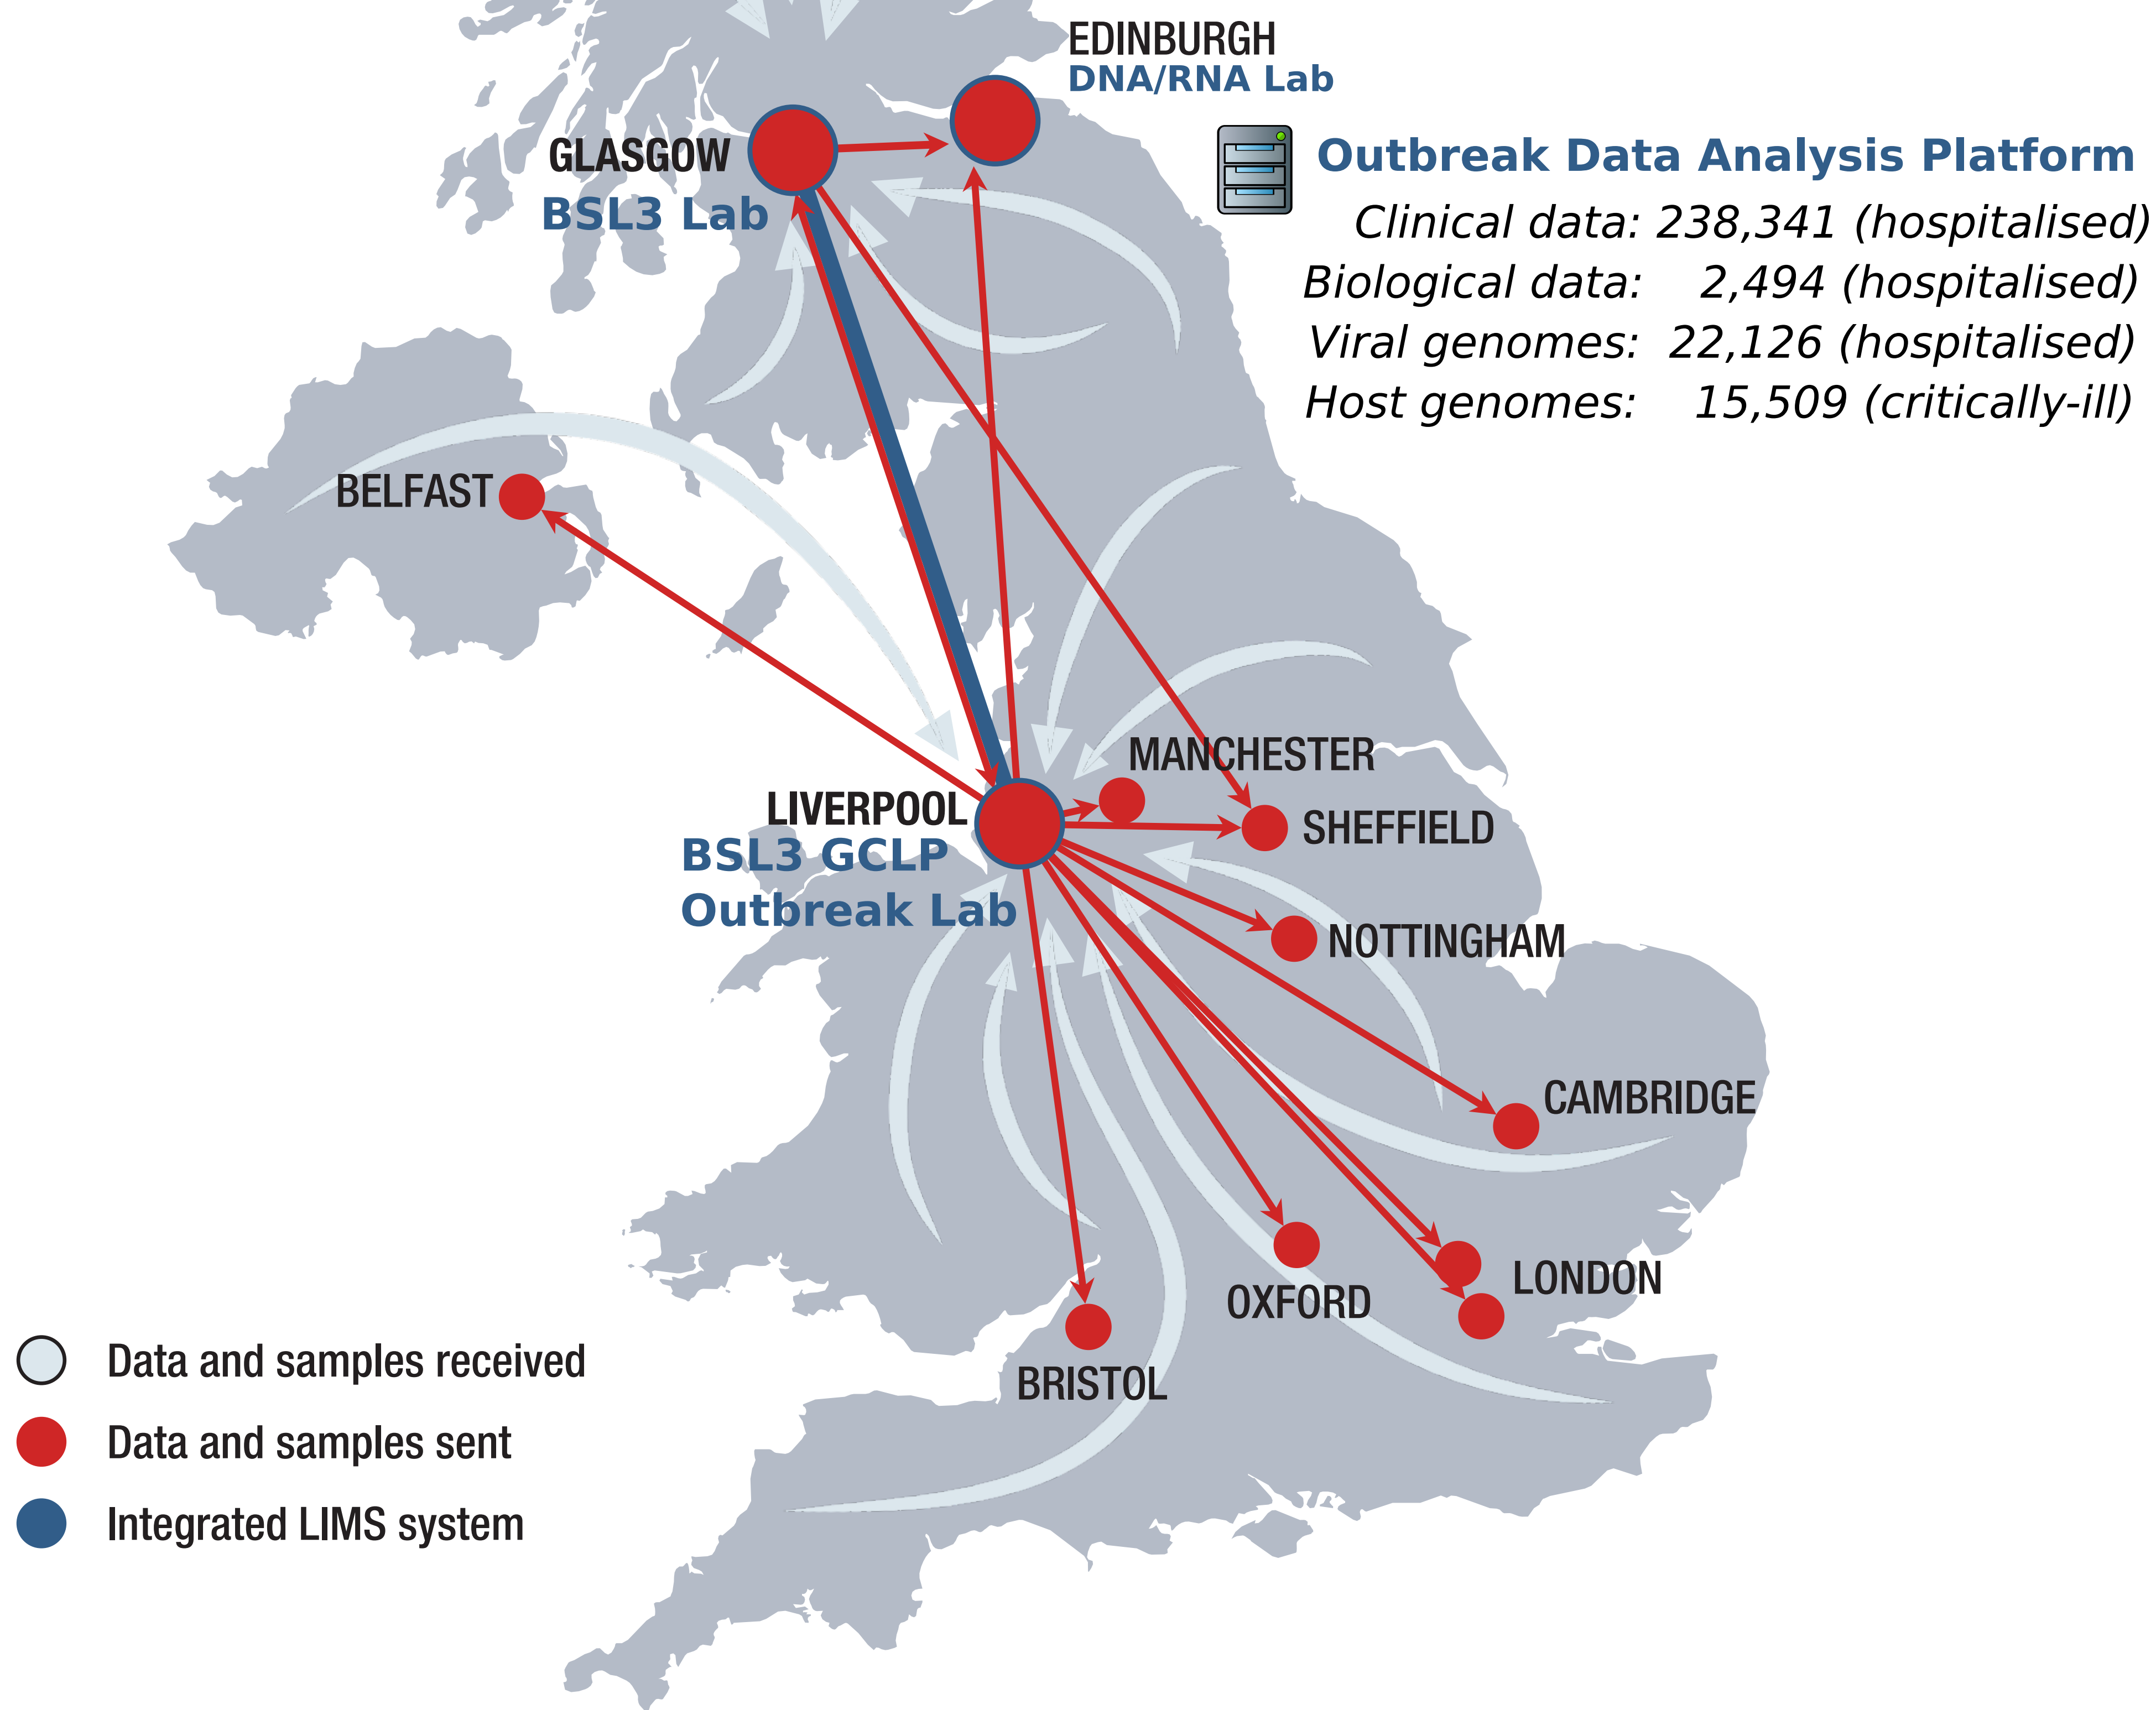 EDINBURGH
DNA/RNA Lab
GLASGOW
BSL3 Lab
Outbreak Data Analysis Platform
Clinical data: 238,341 (hospitalised)
Biological data: 2,494 (hospitalised)
Viral genomes: 22,126 (hospitalised)
Host genomes: 15,509 (critically-ill)
BELFAST
MANCHESTER
LIVERPOOL
BSL3 GCLP
Outbreak Lab
SHEFFIELD
NOTTINGHAM
CAMBRIDGE
LONDON
OXFORD
BRISTOL
Data and samples received
Data and samples sent
Integrated LIMS system